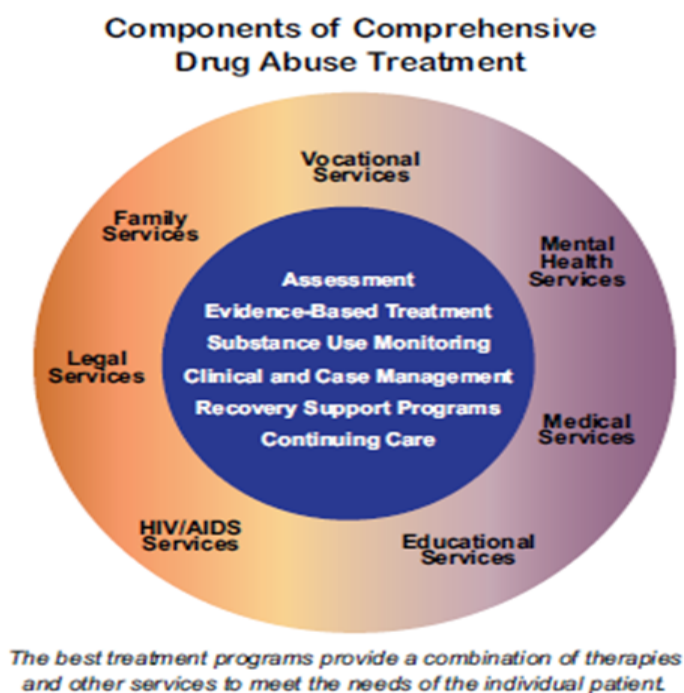 Components of Comprehensive
Drug Abuse Treatment
Vocational
Services
Family
Services
Mental
Health
Services
Assessment
Evidence-Based Treatment
Substance Use Monitoring
Clinical and Case Management
Recovery Support Programs
Continuing Care
Legal
Services
Medical
Services
HIV/AIDS
Services
Educational
Services
The best treatment programs provide a combination of therapies
and other services to meet the needs of the individual patient.